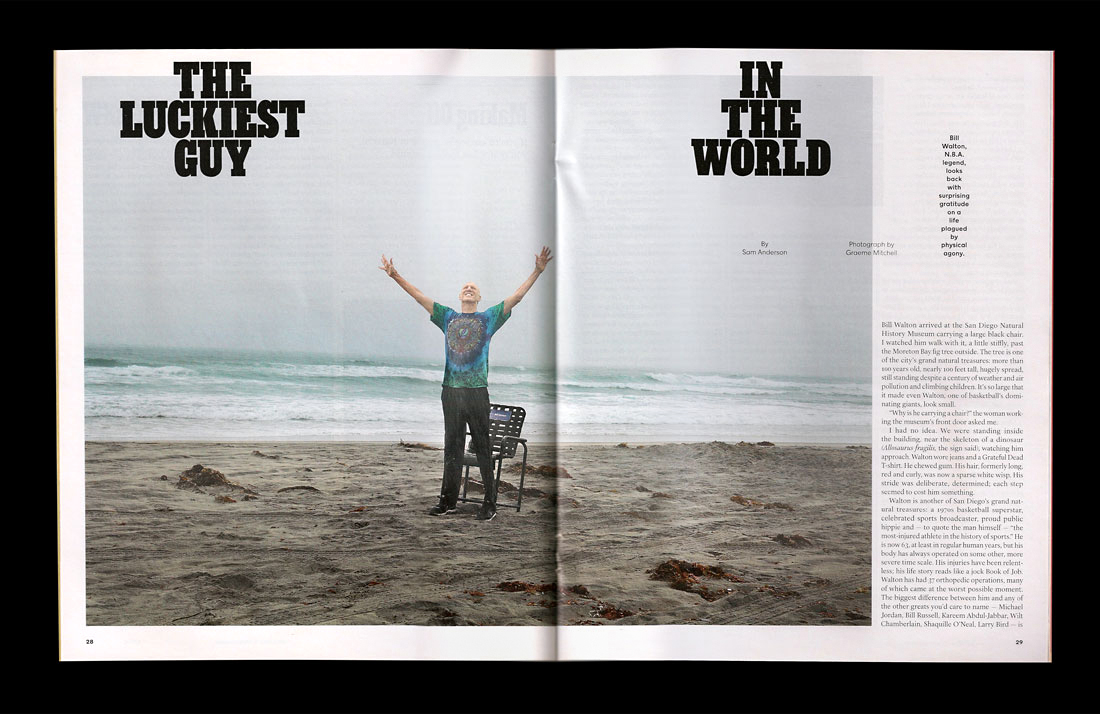 THE
LUCKIEST
GUY
IN
THE
WORLD
Bill
Walton,
N.B.A.
legend,
looks
back
with
surprising
gratitude
on a
life
plagued
by
physical
agony.
By
Sam Anderson
Photograph by
Graeme Mitchell
Bill Walton arrived at the San Diego Natural
History Museum carrying a large black chair.
I watched him walk with it, a little stiffly, past
the Moreton Bay fig tree outside. The tree is one
of the city's grand natural treasures: more than
100 years old, nearly 100 feet tall, hugely spread,
still standing despite a century of weather and air
pollution and climbing children. It's so large that
it made even Walton, one of basketball's domi-
nating giants, look small.
"Why is he carrying a chair?" the woman work-
ing the museum's front door asked me.
I had no idea. We were standing inside
the building, near the skeleton of a dinosaur
(Allosaurus fragilis, the sign said), watching him
approach. Walton wore jeans and a Grateful Dead
T-shirt. He chewed gum. His hair, formerly long,
red and curly, was now a sparse white wisp. His
stride was deliberate, determined; each step
seemed to cost him something.
Walton is another of San Diego's grand nat-
ural treasures: a 1970s basketball superstar,
celebrated sports broadcaster, proud public
hippie and — to quote the man himself — "the
most-injured athlete in the history of sports." He
is now 63, at least in regular human years, but his
body has always operated on some other, more
severe time scale. His injuries have been relent-
less; his life story reads like a jock Book of Job.
Walton has had 37 orthopedic operations, many
of which came at the worst possible moment.
The biggest difference between him and any of
the other greats you'd care to name — Michael
Jordan, Bill Russell, Kareem Abdul-Jabbar, Wilt
Chamberlain, Shaquille O'Neal, Larry Bird — is
28
29